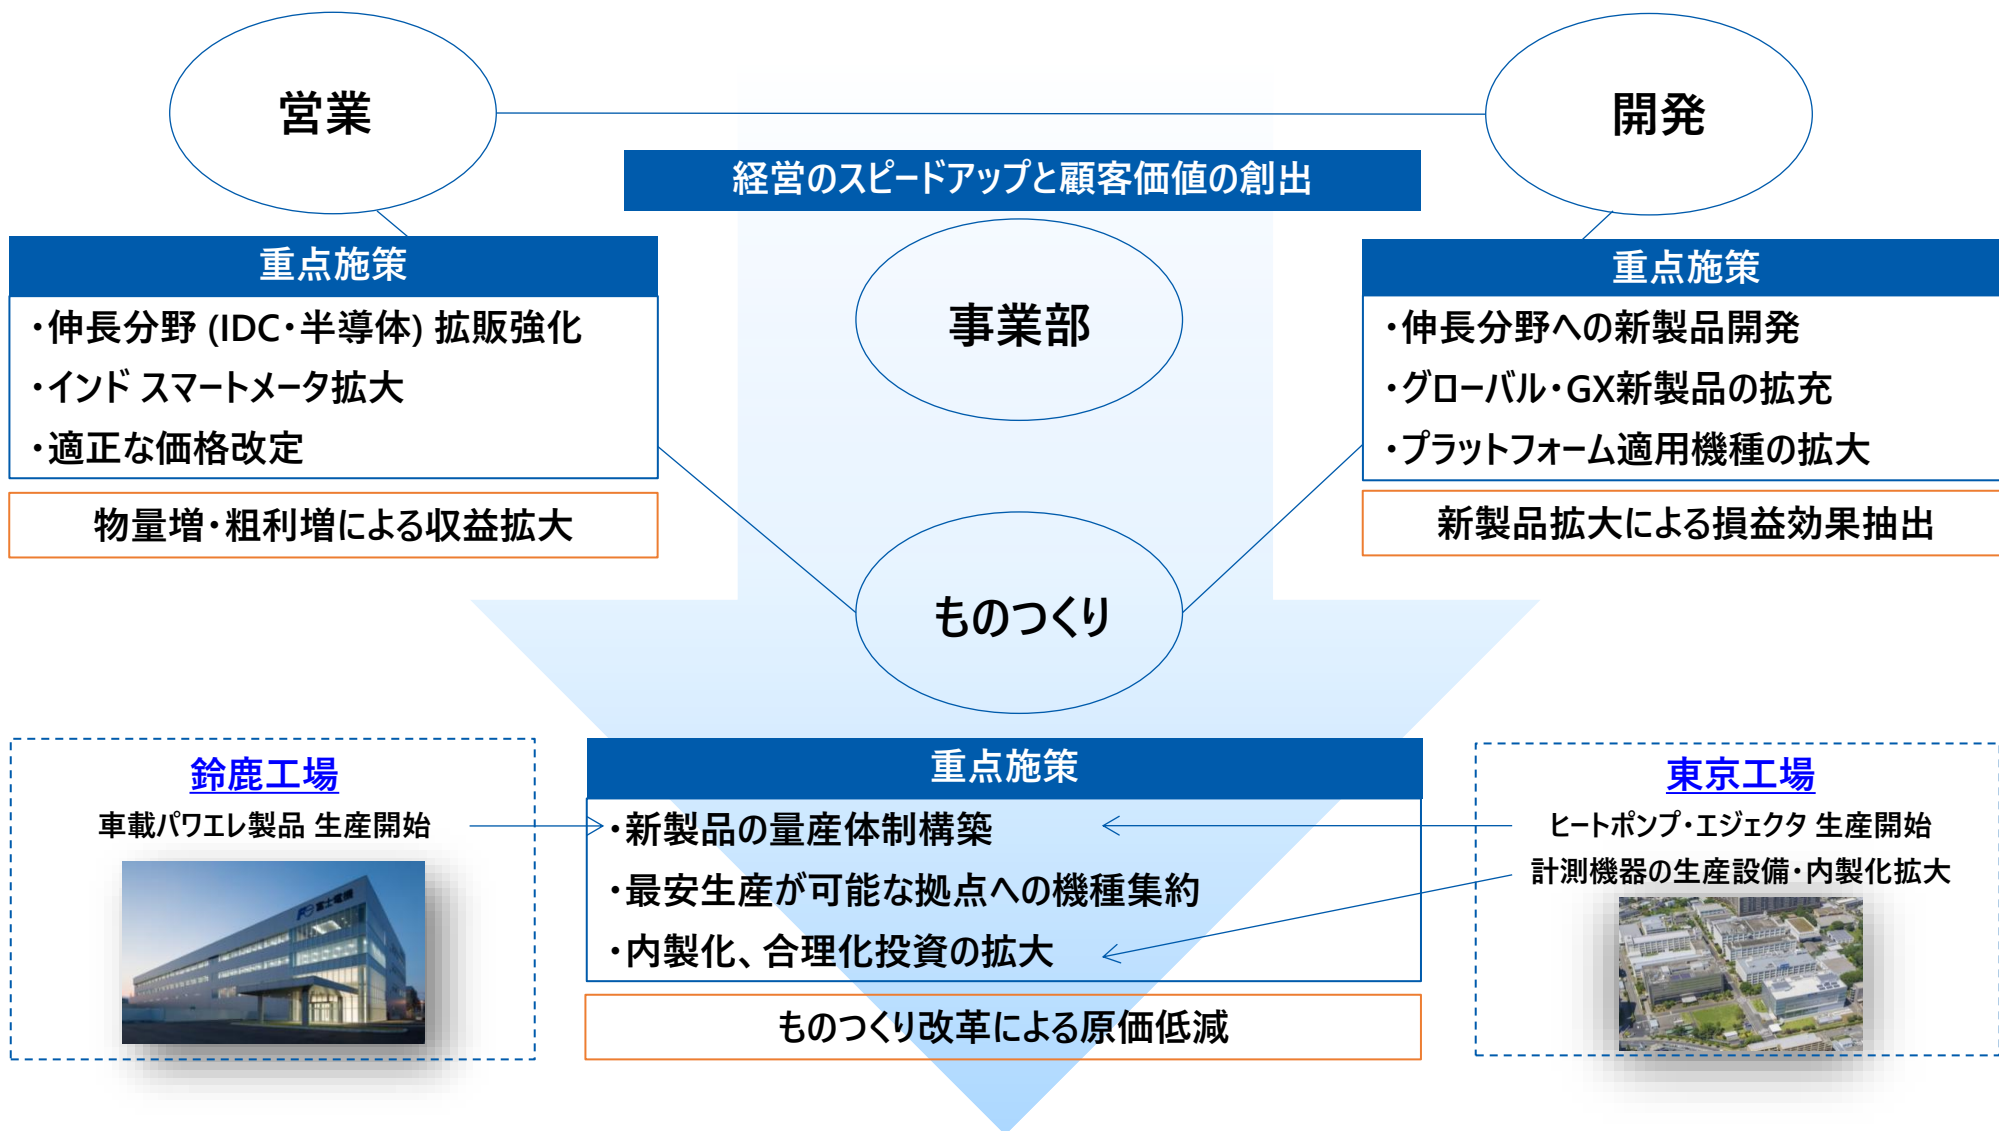 営業
開発
経営のスピードアップと顧客価値の創出
重点施策
・伸長分野 (IDC・半導体) 拡販強化
・インド スマートメータ拡大
・適正な価格改定
物量増・粗利増による収益拡大
事業部
重点施策
・伸長分野への新製品開発
・グローバル・GX新製品の拡充
・プラットフォーム適用機種の拡大
新製品拡大による損益効果抽出
ものつくり
鈴鹿工場
車載パワエレ製品 生産開始
富士電機
重点施策
・新製品の量産体制構築
・最安生産が可能な拠点への機種集約
・内製化、合理化投資の拡大
ものつくり改革による原価低減
東京工場
ヒートポンプ・エジェクタ 生産開始
計測機器の生産設備・内製化拡大